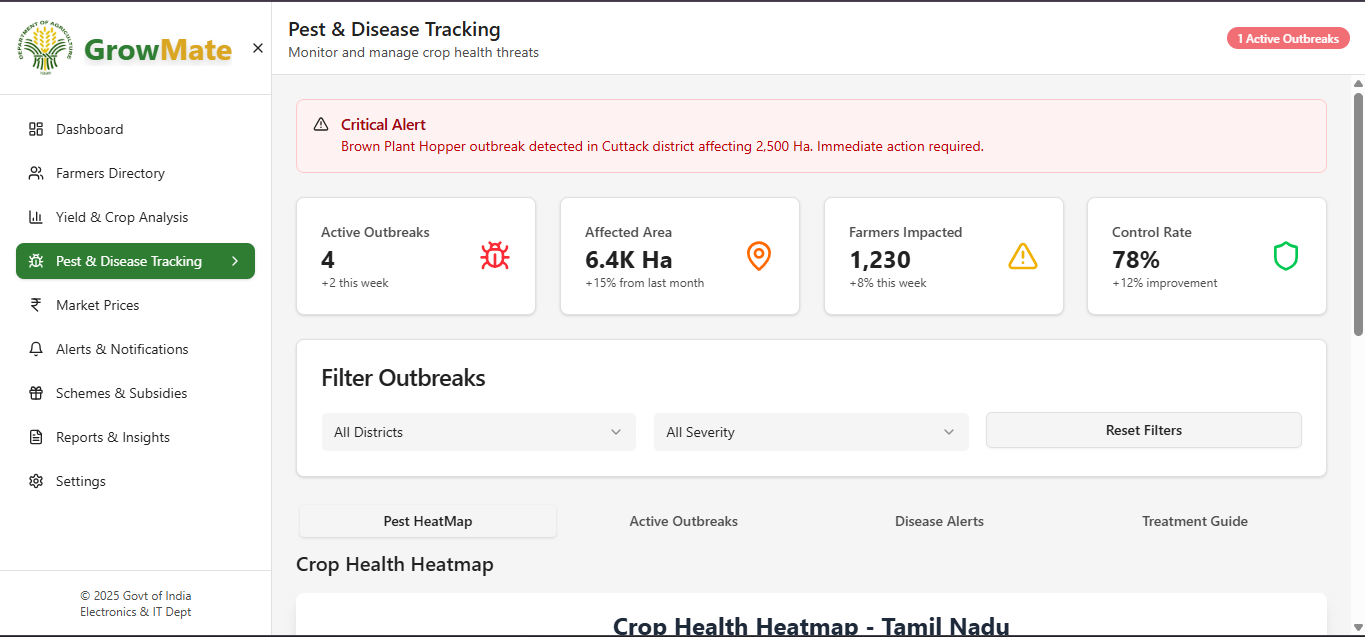 DEPARTMENT OF AGRICULTURE
GrowMate
Dashboard
Farmers Directory
Yield & Crop Analysis
Pest & Disease Tracking
Market Prices
Alerts & Notifications
Schemes & Subsidies
Reports & Insights
Settings
© 2025 Govt of India
Electronics & IT Dept
Pest & Disease Tracking
Monitor and manage crop health threats
1 Active Outbreaks
Critical Alert
Brown Plant Hopper outbreak detected in Cuttack district affecting 2,500 Ha. Immediate action required.
Active Outbreaks
4
+2 this week
Affected Area
6.4K Ha
+15% from last month
Farmers Impacted
1,230
+8% this week
Control Rate
78%
+12% improvement
Filter Outbreaks
All Districts
All Severity
Reset Filters
Pest HeatMap
Active Outbreaks
Disease Alerts
Treatment Guide
Crop Health Heatmap
Crop Health Heatmap - Tamil Nadu